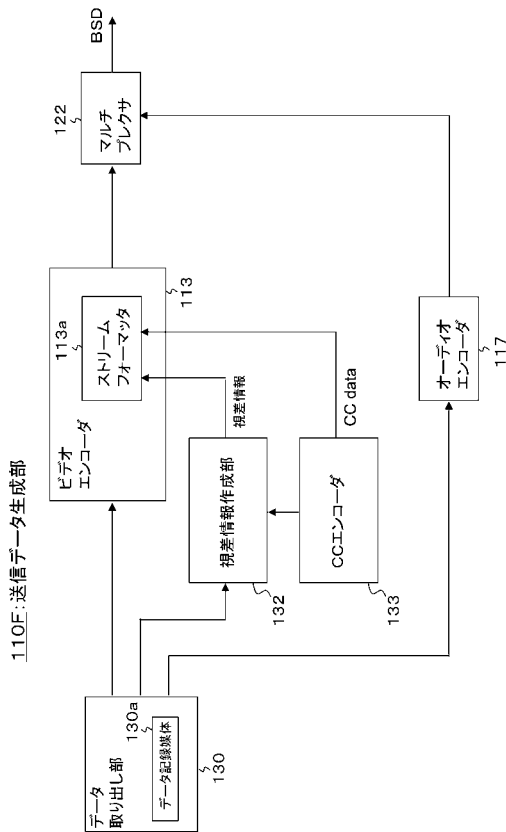 110F:送信データ生成部
データ
取り出し部
130a
データ記録媒体
130
ビデオ
エンコーダ
113a
ストリーム
フォーマッタ
113
122
マルチ
プレクサ
BSD
視差情報
CC data
視差情報作成部
132
CCエンコーダ
133
オーディオ
エンコーダ
117